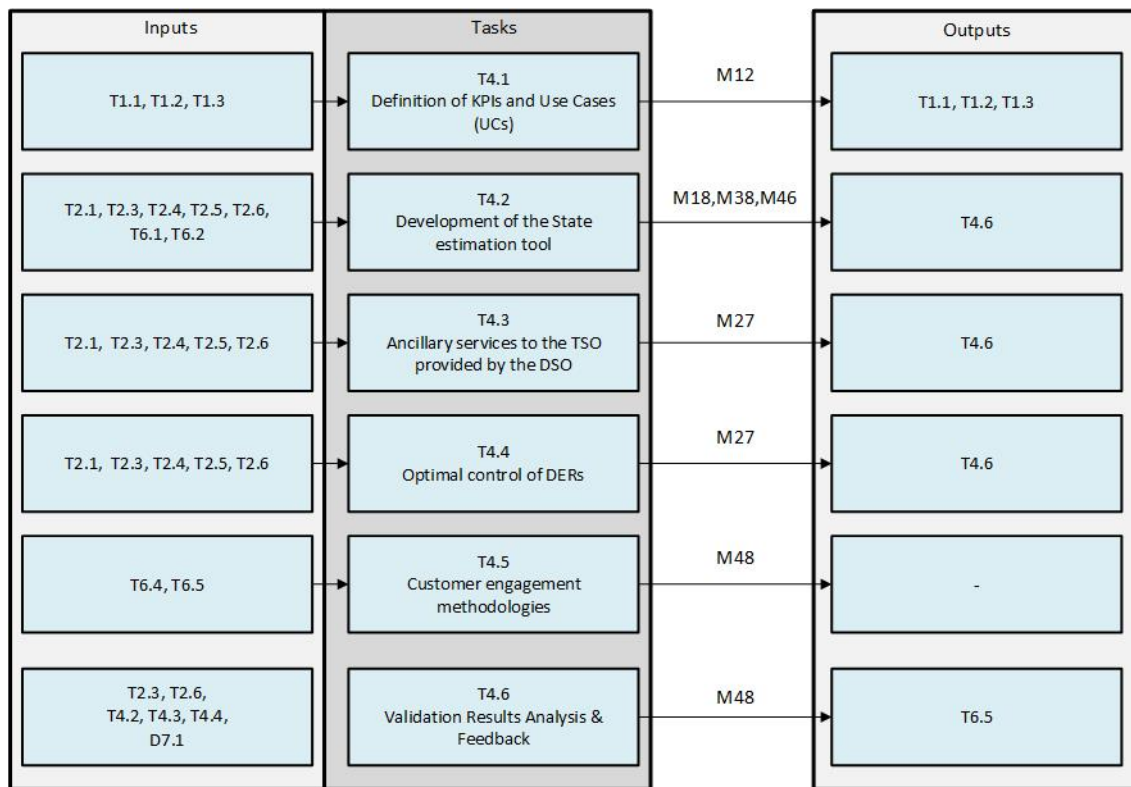 Inputs
Tasks
Outputs
T1.1, T1.2, T1.3
T4.1
Definition of KPIs and Use Cases
(UCs)
M12
T1.1, T1.2, T1.3
T2.1, T2.3, T2.4, T2.5, T2.6,
T6.1, T6.2
T4.2
Development of the State
estimation tool
M18,M38,M46
T4.6
T2.1, T2.3, T2.4, T2.5, T2.6
T4.3
Ancillary services to the TSO
provided by the DSO
M27
T4.6
T2.1, T2.3, T2.4, T2.5, T2.6
T4.4
Optimal control of DERs
M27
T4.6
T6.4, T6.5
T4.5
Customer engagement
methodologies
M48
-
T2.3, T2.6,
T4.2, T4.3, T4.4,
D7.1
T4.6
Validation Results Analysis &
Feedback
M48
T6.5